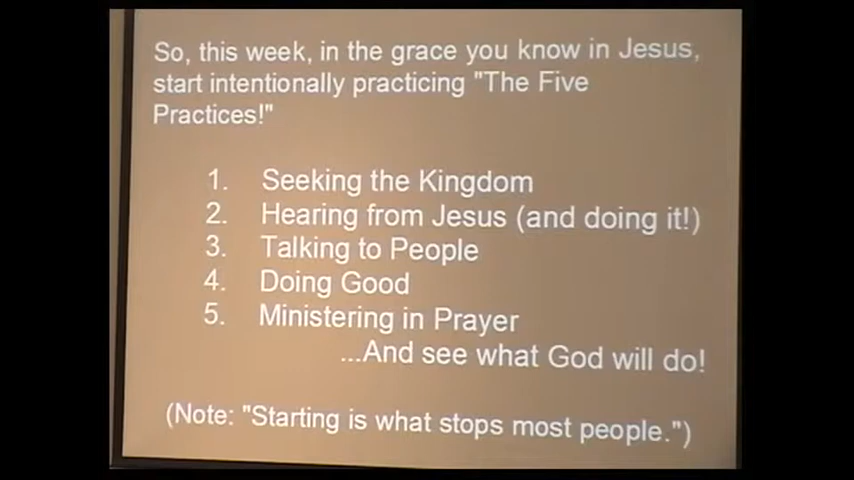 So, this week, in the grace you know in Jesus,
start intentionally practicing "The Five
Practices!"
1. Seeking the Kingdom
2. Hearing from Jesus (and doing it!)
3. Talking to People
4. Doing Good
5. Ministering in Prayer
...And see what God will do!
(Note: "Starting is what stops most people.")